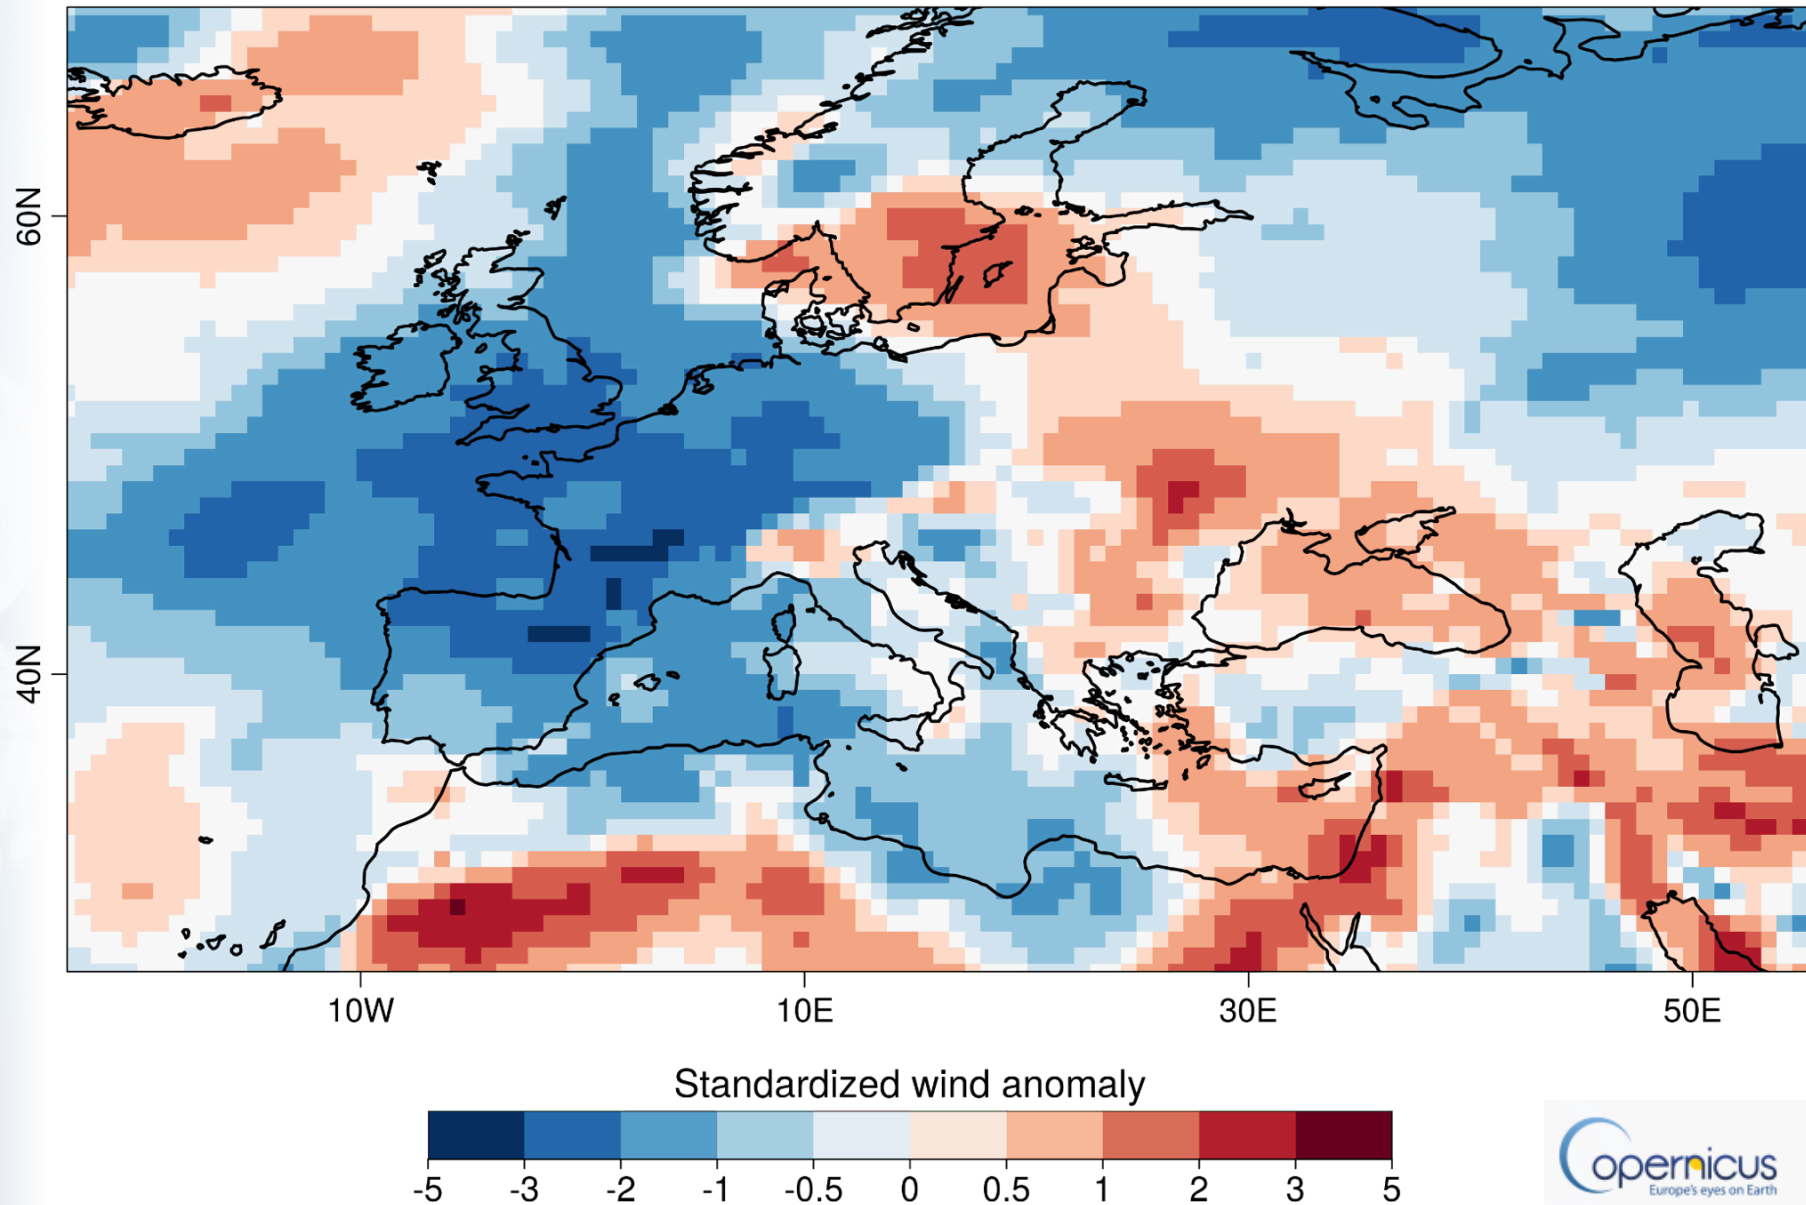 60N
40N
10W 10E 30E 50E
Standardized wind anomaly
-5 -3 -2 -1 -0.5 0 0.5 1 2 3 5
opernicus
Europe's eyes on Earth